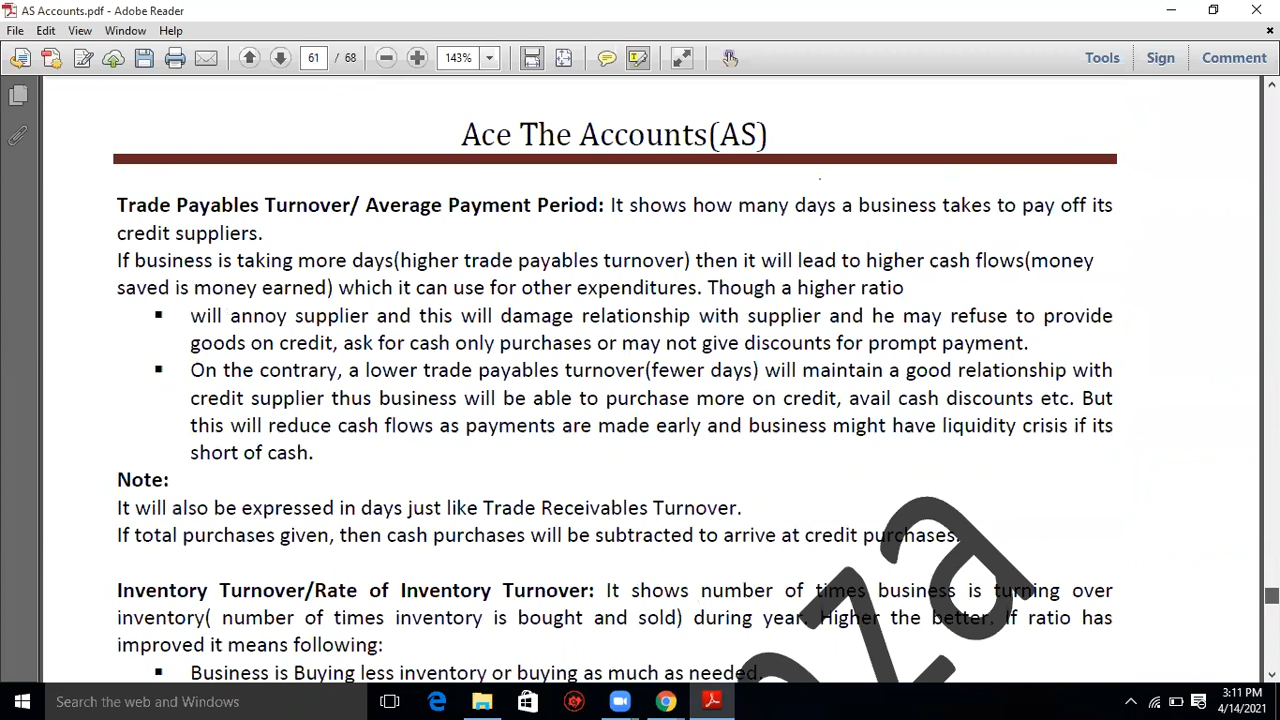 AS Accounts.pdf - Adobe Reader
File Edit View Window Help
61 / 68 143% Tools Sign Comment
Ace The Accounts(AS)
Trade Payables Turnover/ Average Payment Period: It shows how many days a business takes to pay off its
credit suppliers.
If business is taking more days(higher trade payables turnover) then it will lead to higher cash flows(money
saved is money earned) which it can use for other expenditures. Though a higher ratio
▪ will annoy supplier and this will damage relationship with supplier and he may refuse to provide
goods on credit, ask for cash only purchases or may not give discounts for prompt payment.
▪ On the contrary, a lower trade payables turnover(fewer days) will maintain a good relationship with
credit supplier thus business will be able to purchase more on credit, avail cash discounts etc. But
this will reduce cash flows as payments are made early and business might have liquidity crisis if its
short of cash.
Note:
It will also be expressed in days just like Trade Receivables Turnover.
If total purchases given, then cash purchases will be subtracted to arrive at credit purchases.
Inventory Turnover/Rate of Inventory Turnover: It shows number of times business is turning over
inventory( number of times inventory is bought and sold) during year. Higher the better. If ratio has
improved it means following:
▪ Business is Buying less inventory or buying as much as needed.
Search the web and Windows
3:11 PM
4/14/2021